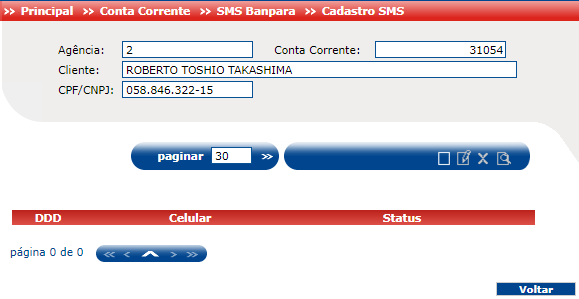 >> Principal >> Conta Corrente >> SMS Banpara >> Cadastro SMS
Agência: 2 Conta Corrente: 31054
Cliente: ROBERTO TOSHIO TAKASHIMA
CPF/CNPJ: 058.846.322-15
paginar 30 >>
DDD Celular Status
página 0 de 0 << < > >>
Voltar